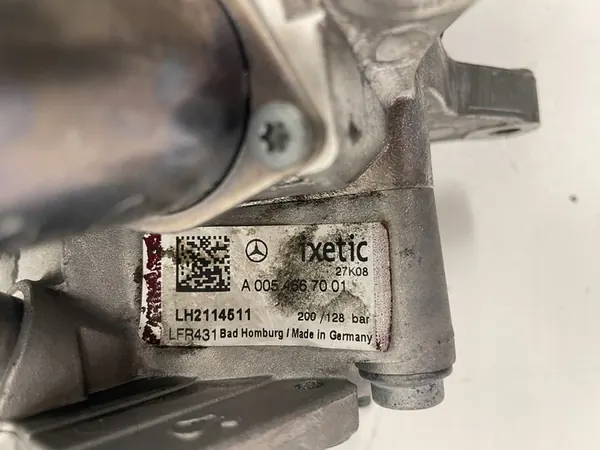 ixetic
27K08
A 005 466 70 01
LH2114511
200 / 128 bar
LFR431 Bad Homburg / Made in Germany